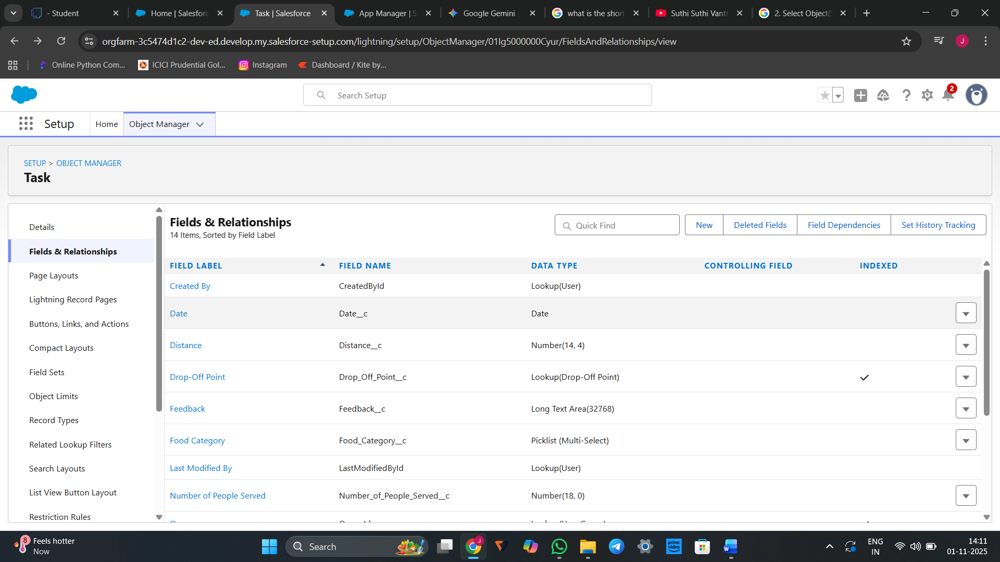 - Student
Home | Salesforc
Task | Salesforce
App Manager | S
Google Gemini
what is the short
Suthi Suthi Vanth
2. Select Object(
orgfarm-3c5474d1c2-dev-ed.develop.my.salesforce-setup.com/lightning/setup/ObjectManager/01Ig5000000Cyur/FieldsAndRelationships/view
J
Online Python Com...
ICICI Prudential Gol...
Instagram
Dashboard / Kite by...
Search Setup
2
Setup
Home
Object Manager
SETUP > OBJECT MANAGER
Task
Details
Fields & Relationships
Page Layouts
Lightning Record Pages
Buttons, Links, and Actions
Compact Layouts
Field Sets
Object Limits
Record Types
Related Lookup Filters
Search Layouts
List View Button Layout
Restriction Rules
Fields & Relationships
14 Items, Sorted by Field Label
Quick Find
New
Deleted Fields
Field Dependencies
Set History Tracking
FIELD LABEL FIELD NAME DATA TYPE CONTROLLING FIELD INDEXED
Created By CreatedById Lookup(User)
Date Date__c Date
Distance Distance__c Number(14, 4)
Drop-Off Point Drop_Off_Point__c Lookup(Drop-Off Point)
Feedback Feedback__c Long Text Area(32768)
Food Category Food_Category__c Picklist (Multi-Select)
Last Modified By LastModifiedById Lookup(User)
Number of People Served Number_of_People_Served__c Number(18, 0)
8
Feels hotter
Now
Search
J
prime video
W
ENG
IN
14:11
01-11-2025